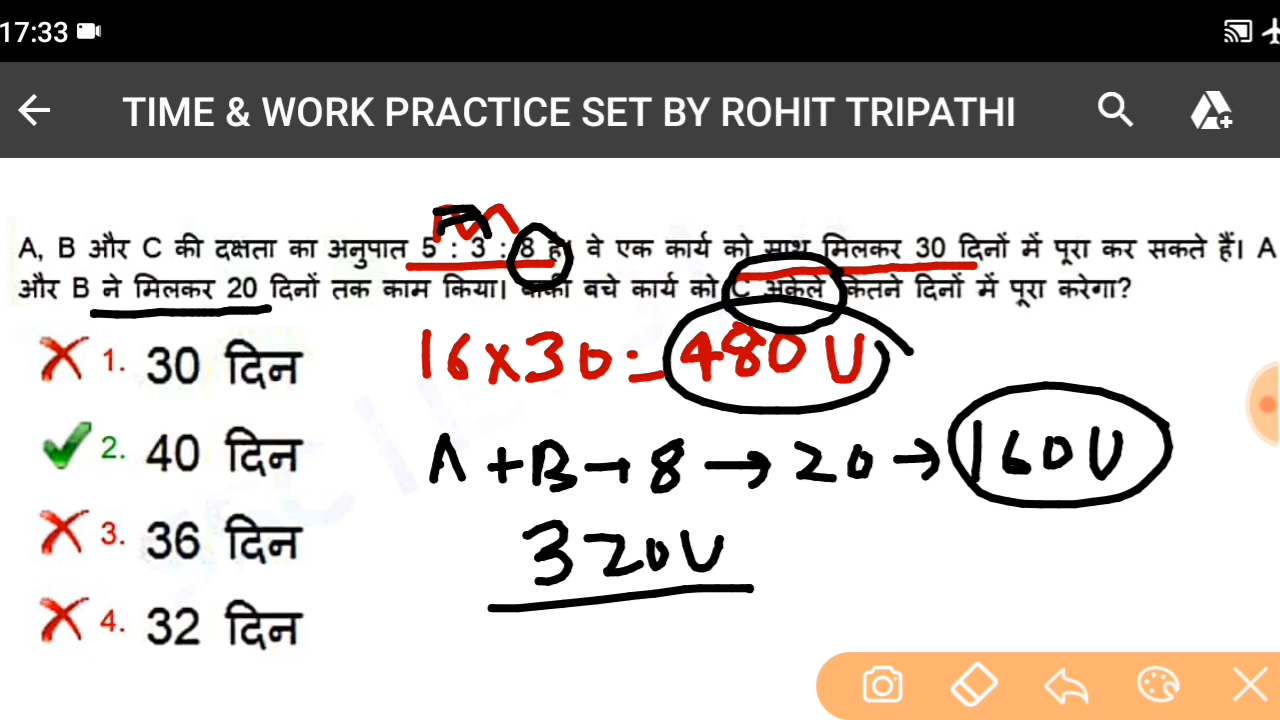 17:33
TIME & WORK PRACTICE SET BY ROHIT TRIPATHI
A, B और C की दक्षता का अनुपात 5 : 3 : 8 है। वे एक कार्य को साथ मिलकर 30 दिनों में पूरा कर सकते हैं। A
और B ने मिलकर 20 दिनों तक काम किया। बाकी बचे कार्य को C अकेले कितने दिनों में पूरा करेगा?
1. 30 दिन
16x30= 480 U
2. 40 दिन
A + B → 8 → 20 → 160U
3. 36 दिन
320U
4. 32 दिन